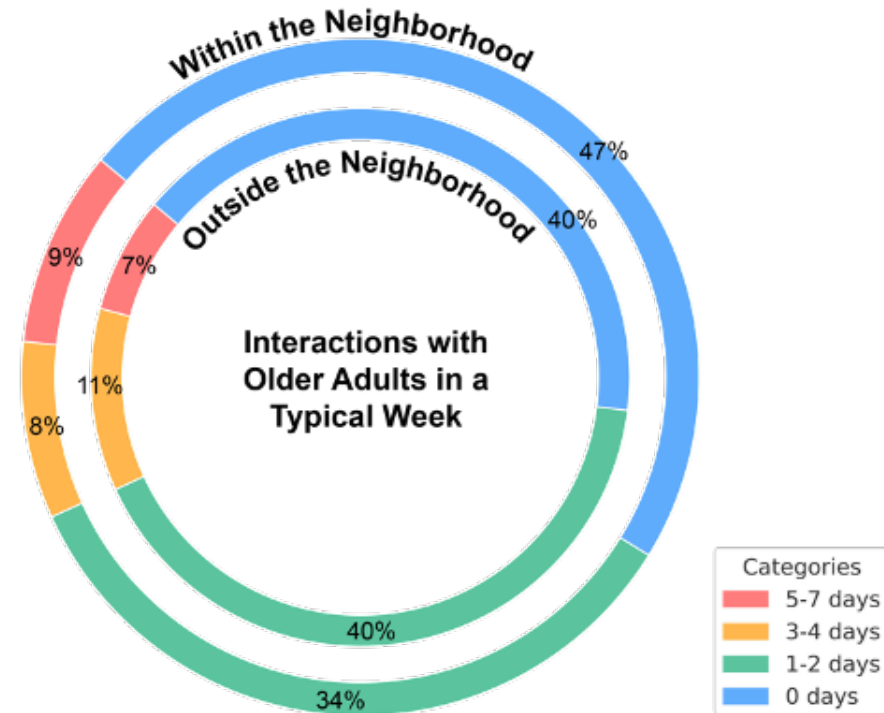 Within the Neighborhood
47%
Outside the Neighborhood
40%
9%
7%
Interactions with
Older Adults in a
Typical Week
11%
8%
40%
34%
Categories
5-7 days
3-4 days
1-2 days
0 days